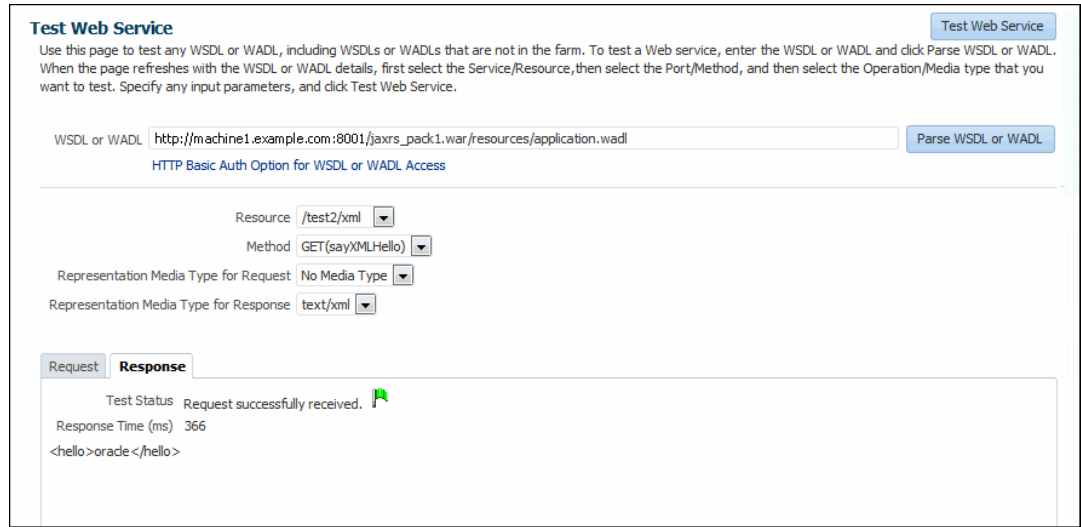 Test Web Service
Test Web Service
Use this page to test any WSDL or WADL, including WSDLs or WADLs that are not in the farm. To test a Web service, enter the WSDL or WADL and click Parse WSDL or WADL.
When the page refreshes with the WSDL or WADL details, first select the Service/Resource,then select the Port/Method, and then select the Operation/Media type that you
want to test. Specify any input parameters, and click Test Web Service.
WSDL or WADL http://machine1.example.com:8001/jaxrs_pack1.war/resources/application.wadl Parse WSDL or WADL
HTTP Basic Auth Option for WSDL or WADL Access
Resource /test2/xml
Method GET(sayXMLHello)
Representation Media Type for Request No Media Type
Representation Media Type for Response text/xml
Request Response
Test Status Request successfully received.
Response Time (ms) 366
<hello>oracle</hello>